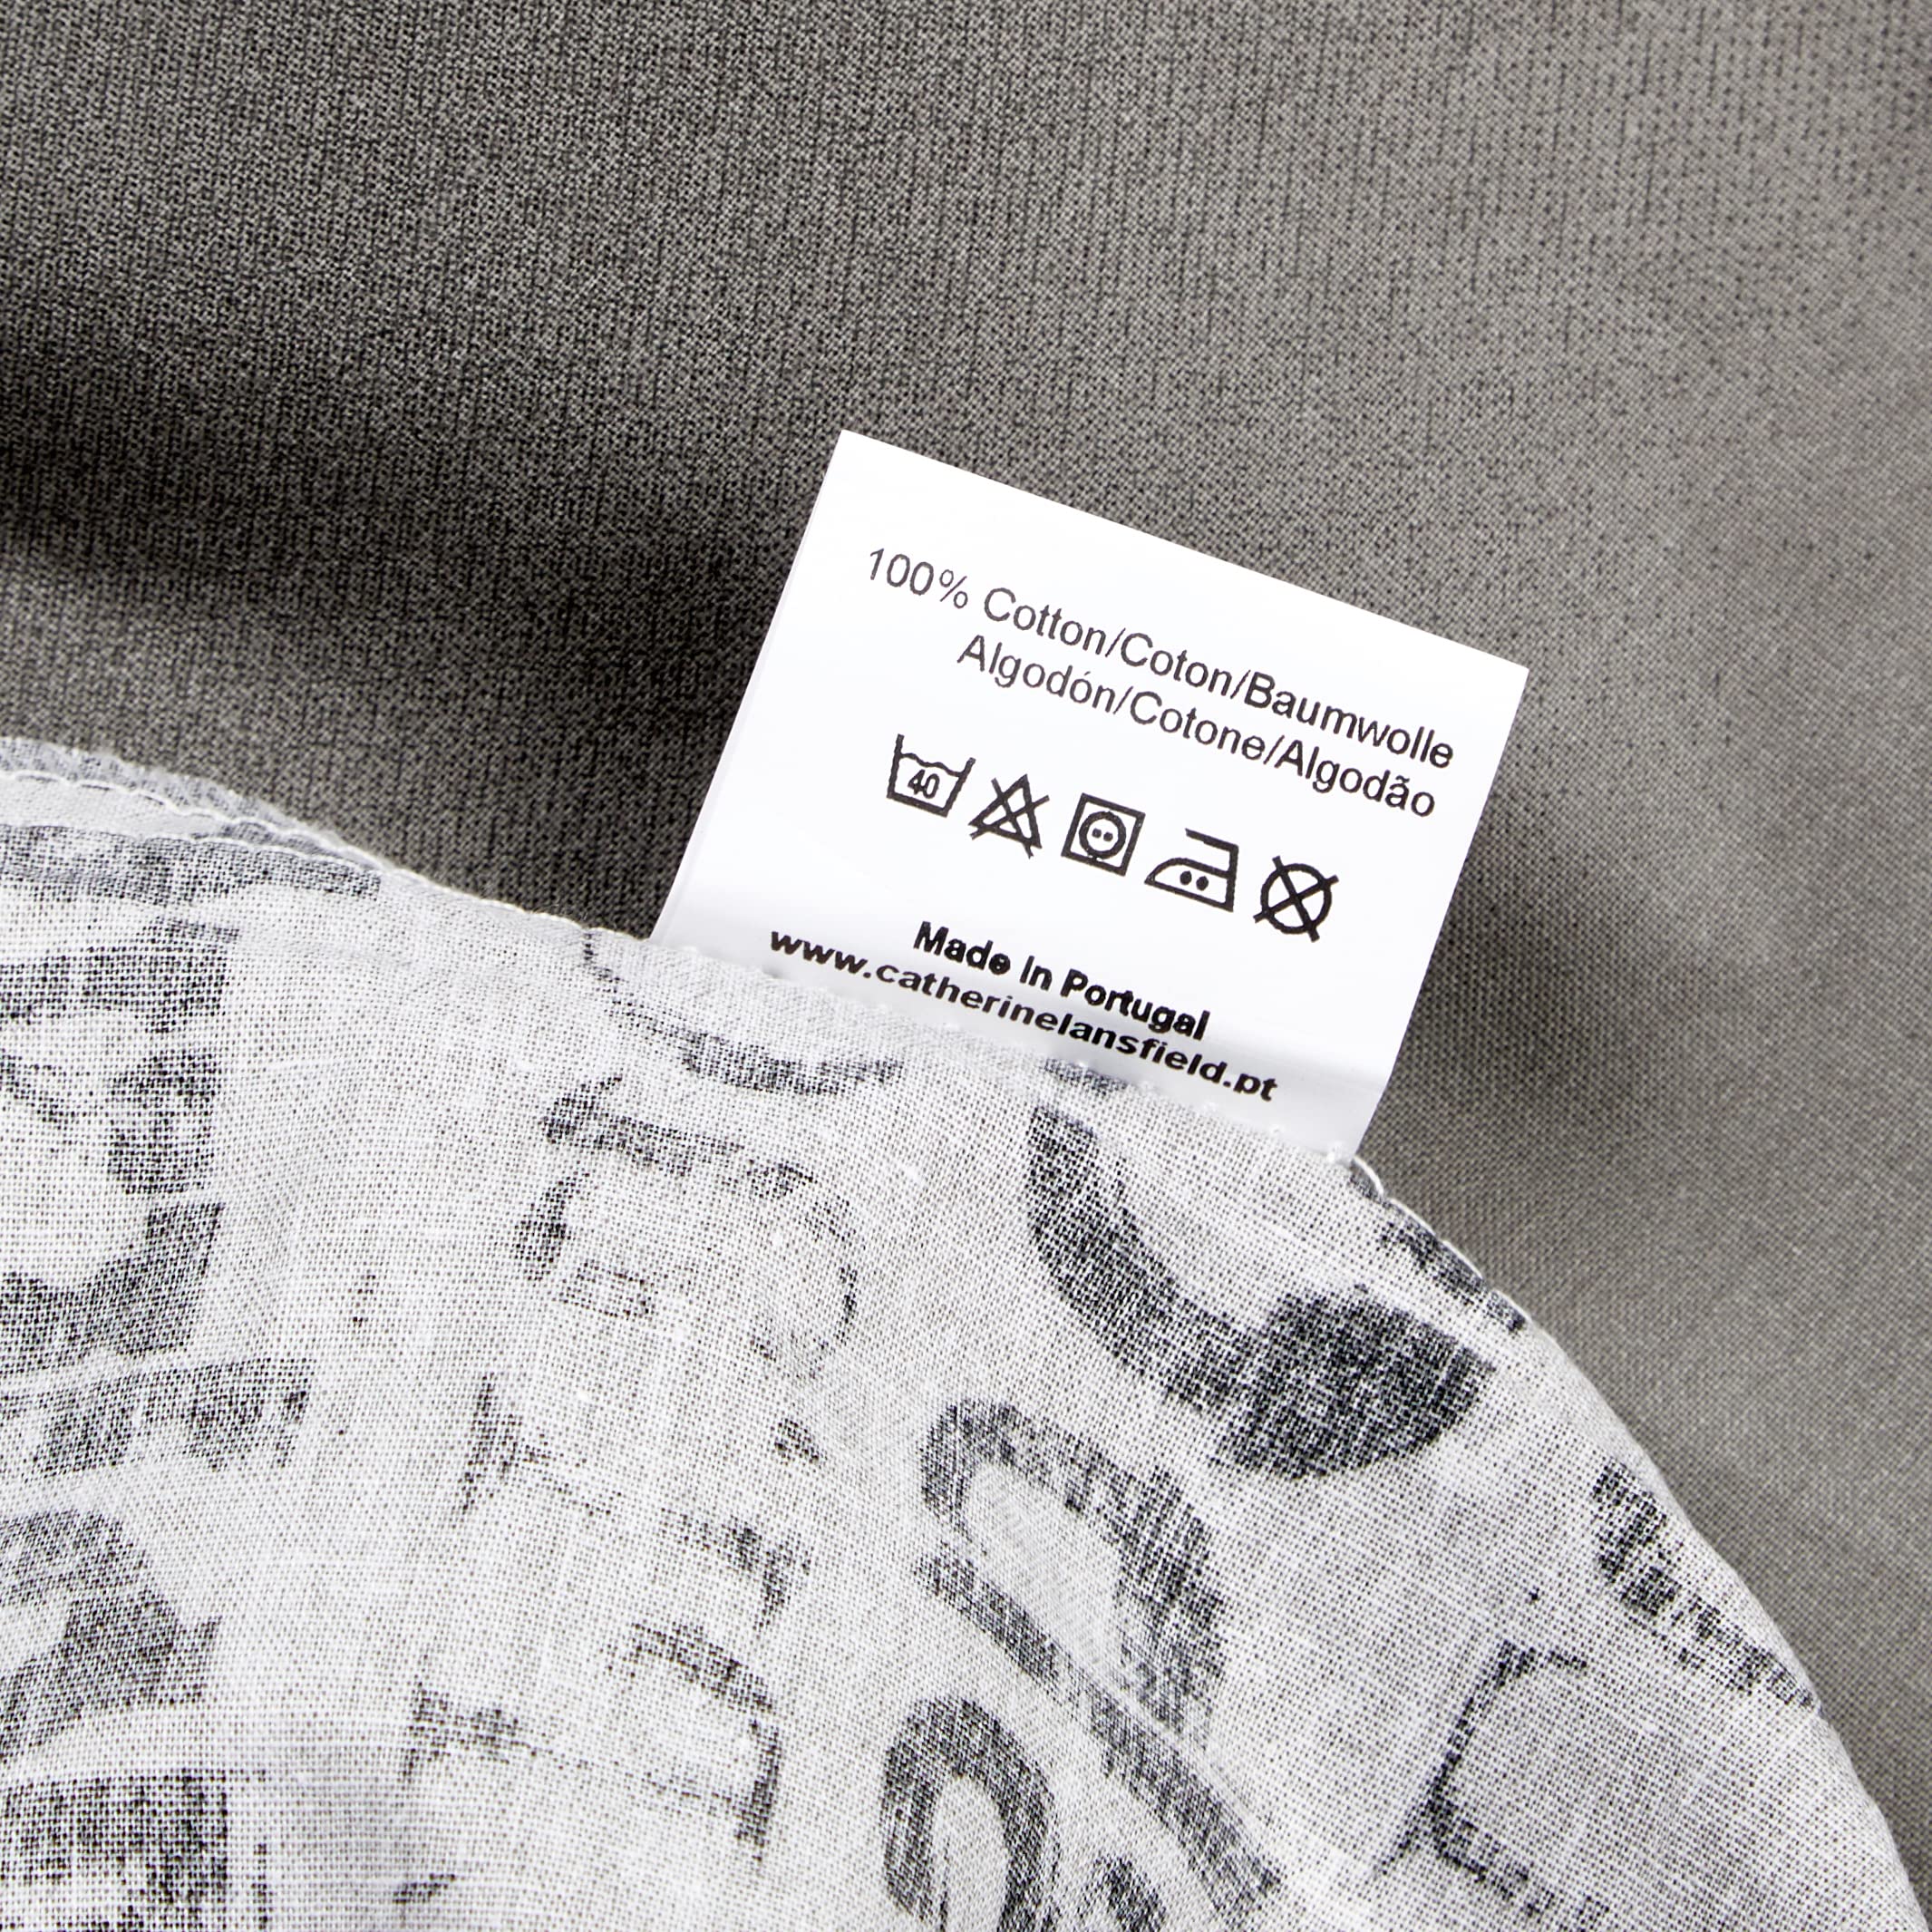 100% Cotton/Coton/Baumwolle
Algodón/Cotone/Algodão
40
Made in Portugal
www.catherinelansfield.pt